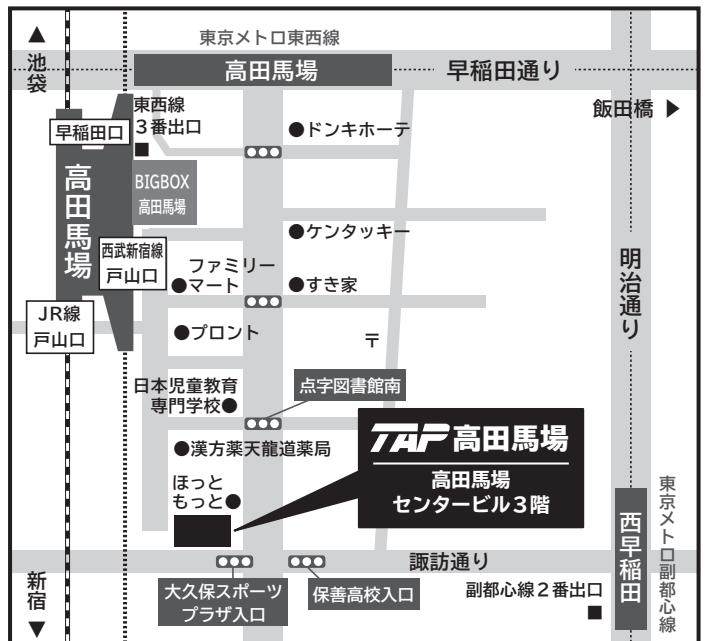 ▲
池袋
東京メトロ東西線
高田馬場
早稲田通り
飯田橋 ▶
早稲田口
東西線
３番出口
■
●ドンキホーテ
BIGBOX
高田馬場
高田馬場
●ケンタッキー
西武新宿線
戸山口
ファミリー
●マート
●すき家
明治通り
JR線
戸山口
●プロント
〒
日本児童教育
専門学校●
点字図書館南
●漢方薬天龍道薬局
TAP 高田馬場
高田馬場
センタービル３階
ほっと
もっと●
東京メトロ副都心線
西早稲田
諏訪通り
新宿
▼
大久保スポーツ
プラザ入口
保善高校入口
副都心線２番出口
■